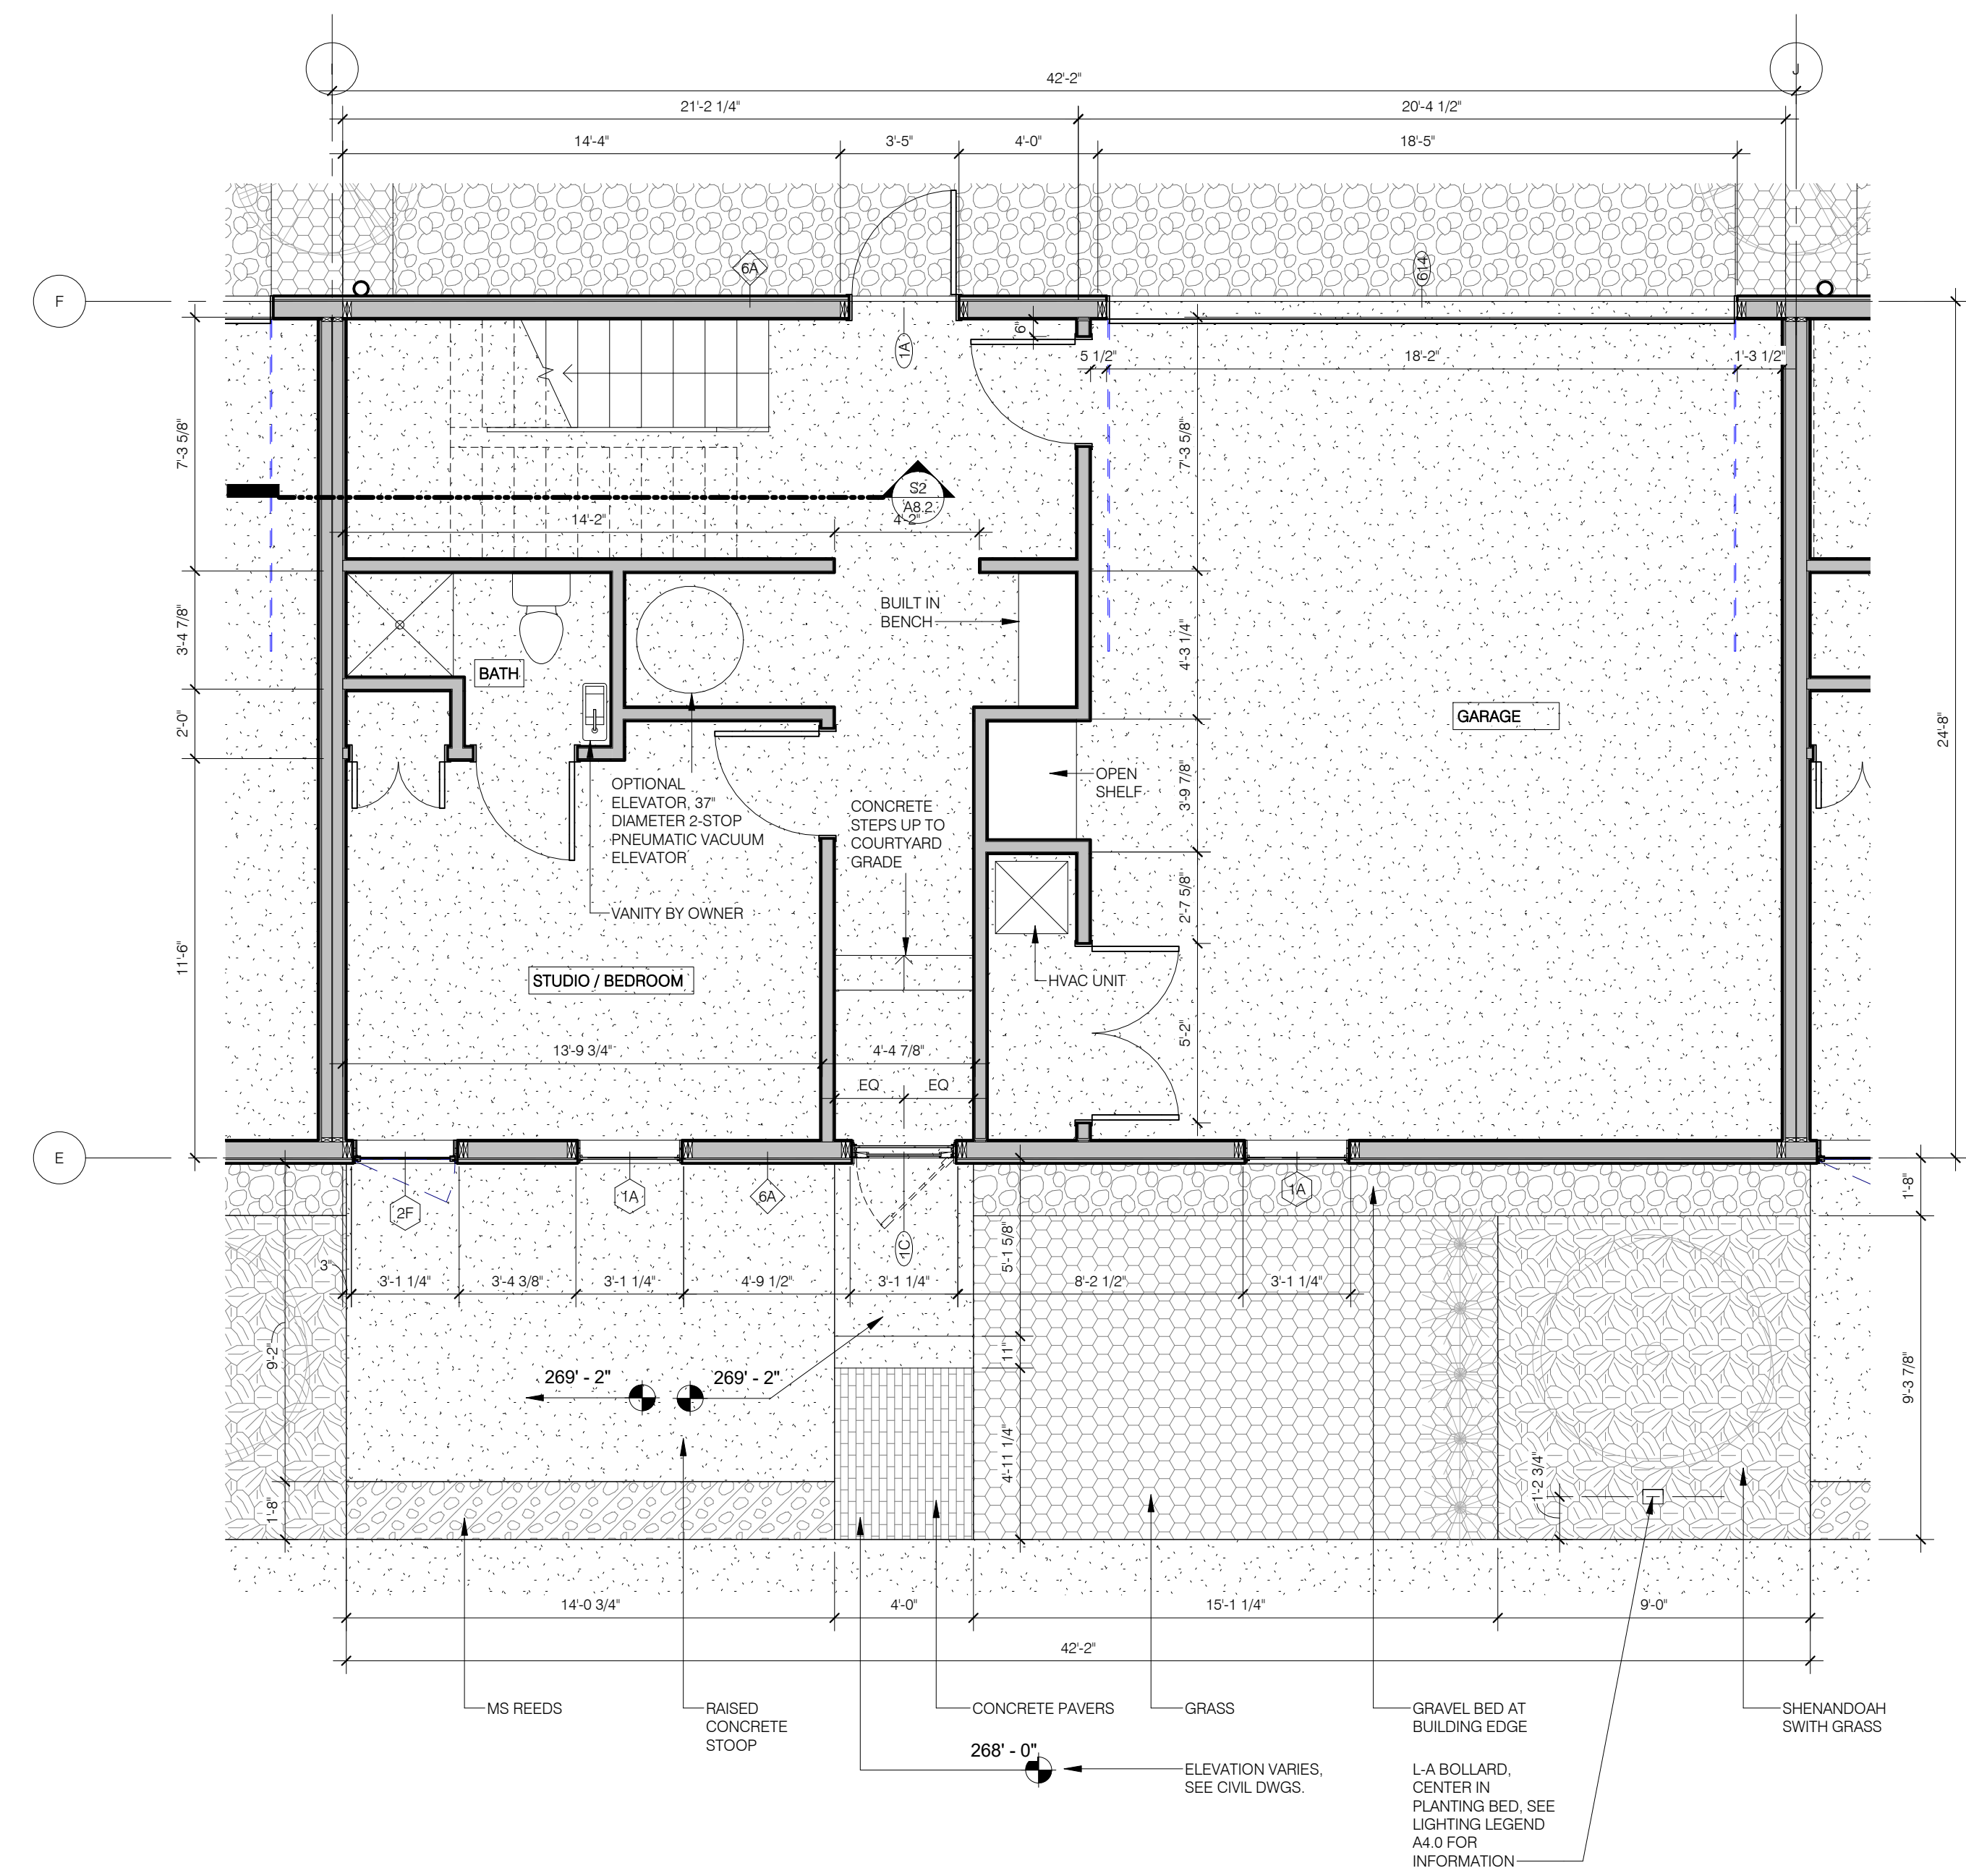 I
J
42'-2"
21'-2 1/4"
20'-4 1/2"
14'-4"
3'-5"
4'-0"
18'-5"
6A
614
F
1A
6"
5 1/2"
18'-2"
1'-3 1/2"
7'-3 5/8"
7'-3 5/8"
S2
A8.2
14'-2"
4'-2"
BUILT IN
BENCH
3'-4 7/8"
4'-3 1/4"
BATH
2'-0"
GARAGE
24'-8"
OPTIONAL
ELEVATOR, 37"
DIAMETER 2-STOP
PNEUMATIC VACUUM
ELEVATOR
CONCRETE
STEPS UP TO
COURTYARD
GRADE
OPEN
SHELF
3'-9 7/8"
VANITY BY OWNER
2'-7 5/8"
11'-6"
STUDIO / BEDROOM
HVAC UNIT
5'-2"
13'-9 3/4"
4'-4 7/8"
EQ
EQ
E
2F
1A
6A
1C
1A
1'-8"
5'-1 5/8"
3"
3'-1 1/4"
3'-4 3/8"
3'-1 1/4"
4'-9 1/2"
3'-1 1/4"
8'-2 1/2"
3'-1 1/4"
9'-2"
11"
269' - 2"
269' - 2"
9'-3 7/8"
4'-11 1/4"
1'-2 3/4"
1'-8"
14'-0 3/4"
4'-0"
15'-1 1/4"
9'-0"
42'-2"
MS REEDS
RAISED
CONCRETE
STOOP
CONCRETE PAVERS
GRASS
GRAVEL BED AT
BUILDING EDGE
SHENANDOAH
SWITH GRASS
268' - 0"
ELEVATION VARIES,
SEE CIVIL DWGS.
L-A BOLLARD,
CENTER IN
PLANTING BED, SEE
LIGHTING LEGEND
A4.0 FOR
INFORMATION